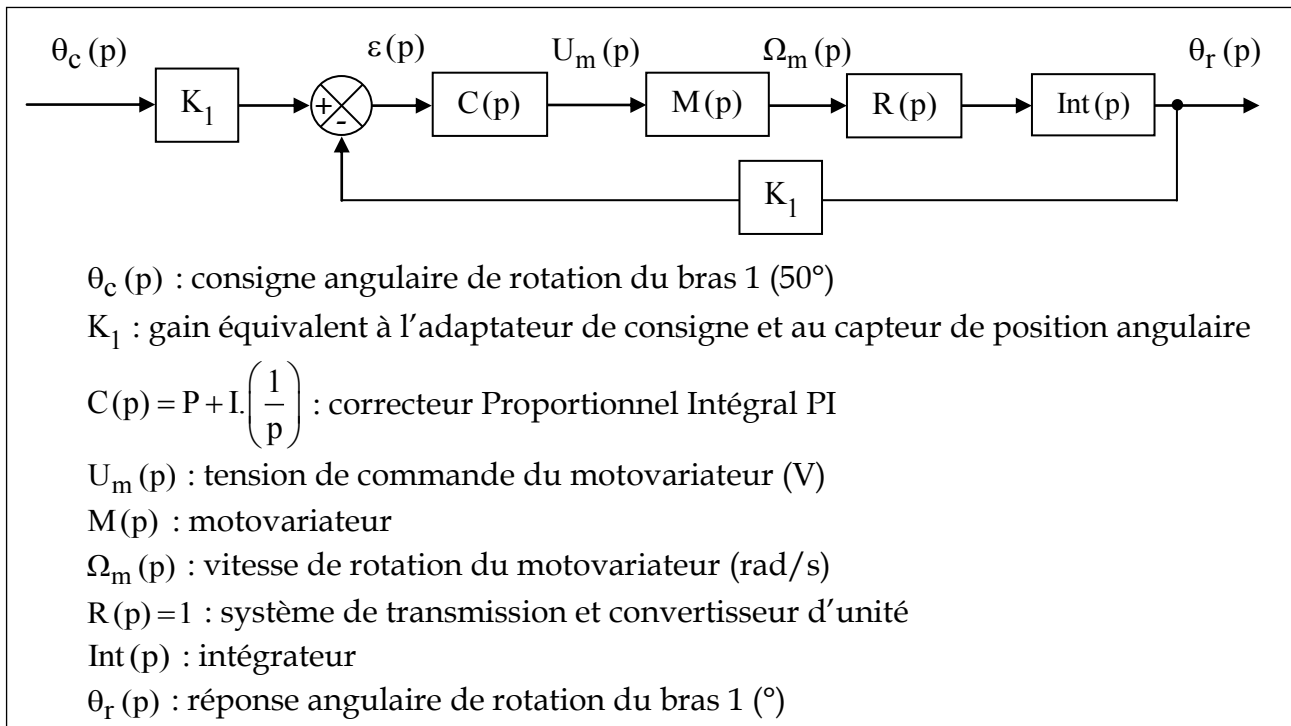 θc(p) ε(p) Um(p) Ωm(p) θr(p)
K1 + - C(p) M(p) R(p) Int(p)
K1
θc(p) : consigne angulaire de rotation du bras 1 (50°)
K1 : gain équivalent à l'adaptateur de consigne et au capteur de position angulaire
C(p) = P + I.(1/p) : correcteur Proportionnel Intégral PI
Um(p) : tension de commande du motovariateur (V)
M(p) : motovariateur
Ωm(p) : vitesse de rotation du motovariateur (rad/s)
R(p) = 1 : système de transmission et convertisseur d'unité
Int(p) : intégrateur
θr(p) : réponse angulaire de rotation du bras 1 (°)